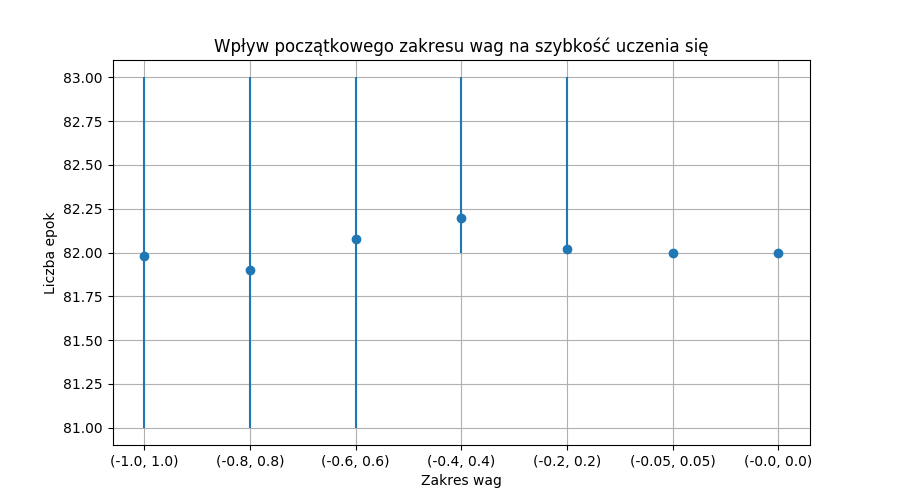 Wpływ początkowego zakresu wag na szybkość uczenia się
Liczba epok
83.00
82.75
82.50
82.25
82.00
81.75
81.50
81.25
81.00
(-1.0, 1.0) (-0.8, 0.8) (-0.6, 0.6) (-0.4, 0.4) (-0.2, 0.2) (-0.05, 0.05) (-0.0, 0.0)
Zakres wag